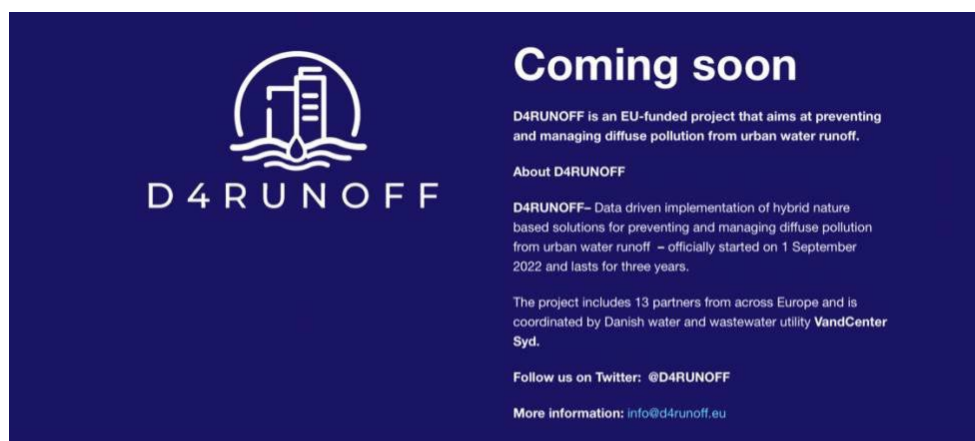 D4RUNOFF
Coming soon
D4RUNOFF is an EU-funded project that aims at preventing
and managing diffuse pollution from urban water runoff.
About D4RUNOFF
D4RUNOFF– Data driven implementation of hybrid nature
based solutions for preventing and managing diffuse pollution
from urban water runoff – officially started on 1 September
2022 and lasts for three years.
The project includes 13 partners from across Europe and is
coordinated by Danish water and wastewater utility VandCenter
Syd.
Follow us on Twitter: @D4RUNOFF
More information: info@d4runoff.eu